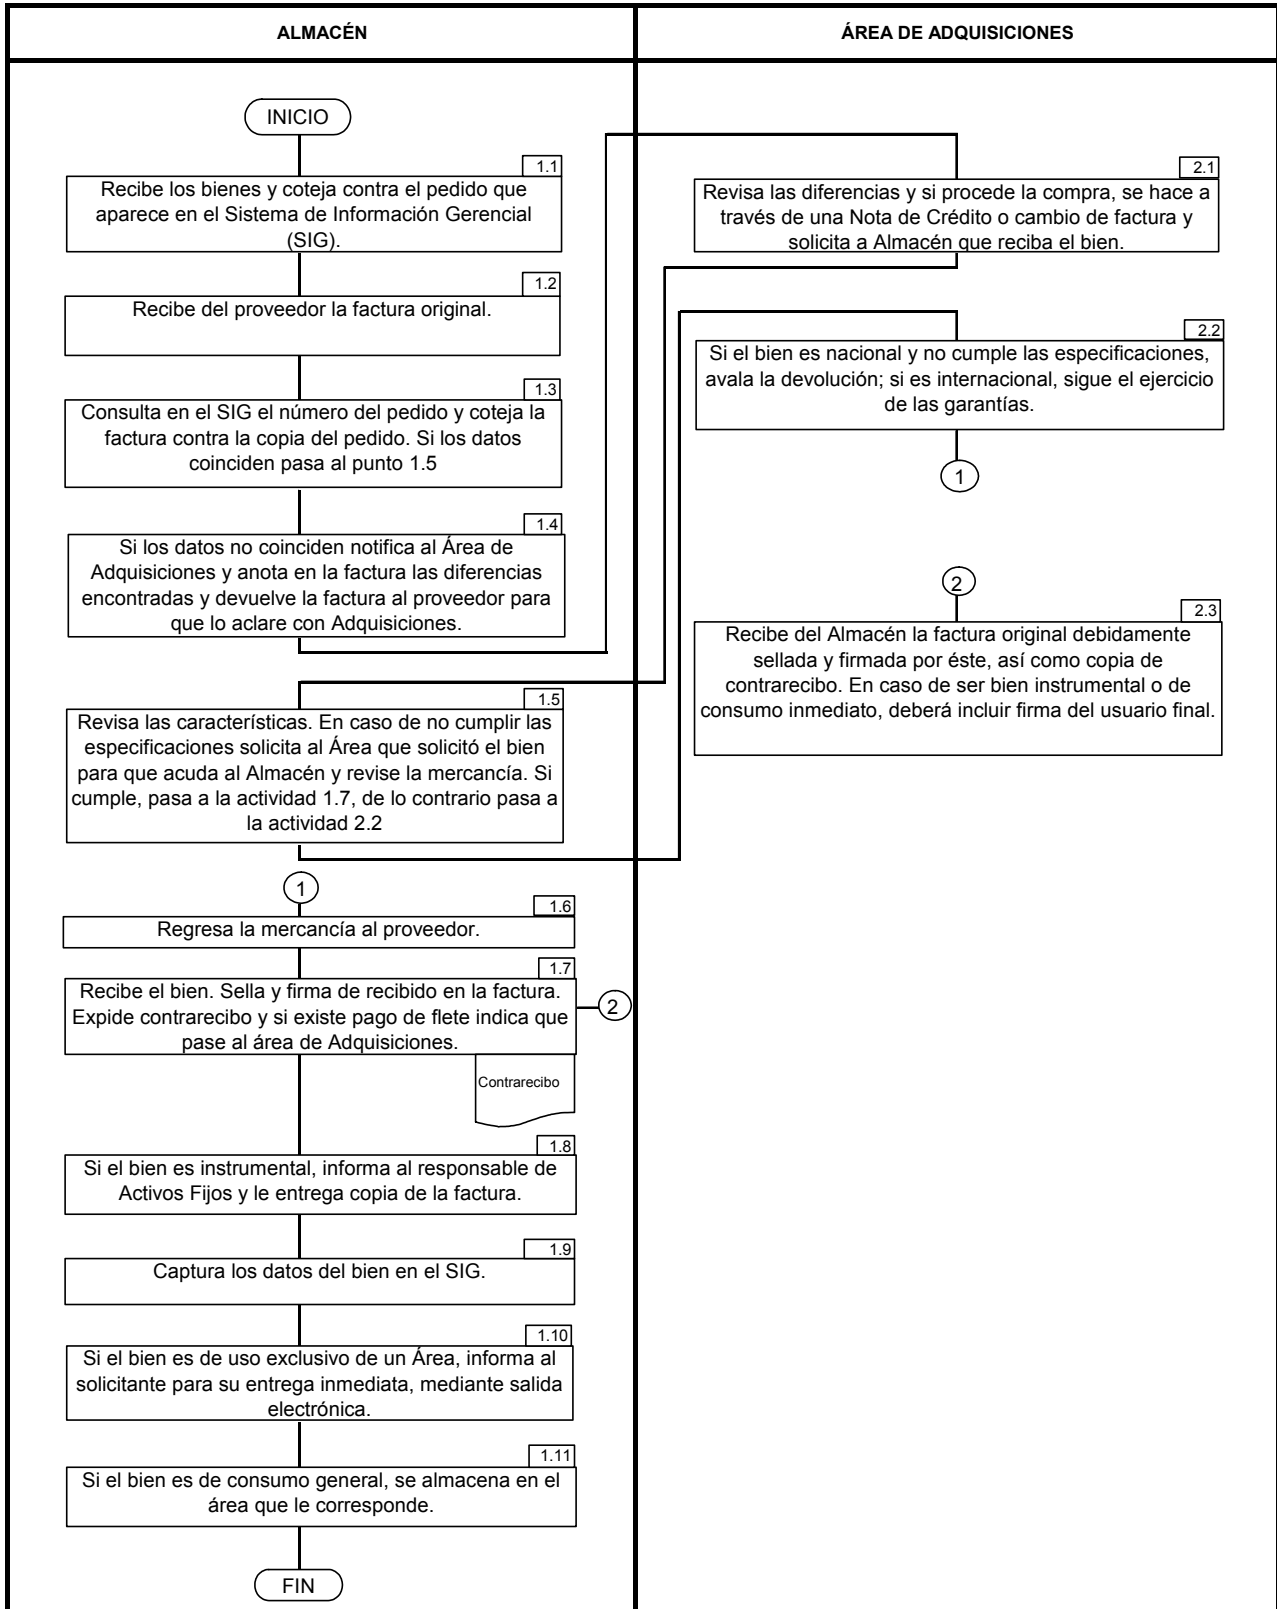 ALMACÉN
ÁREA DE ADQUISICIONES
INICIO
1.1
Recibe los bienes y coteja contra el pedido que
aparece en el Sistema de Información Gerencial
(SIG).
1.2
Recibe del proveedor la factura original.
1.3
Consulta en el SIG el número del pedido y coteja la
factura contra la copia del pedido. Si los datos
coinciden pasa al punto 1.5
1.4
Si los datos no coinciden notifica al Área de
Adquisiciones y anota en la factura las diferencias
encontradas y devuelve la factura al proveedor para
que lo aclare con Adquisiciones.
1.5
Revisa las características. En caso de no cumplir las
especificaciones solicita al Área que solicitó el bien
para que acuda al Almacén y revise la mercancía. Si
cumple, pasa a la actividad 1.7, de lo contrario pasa a
la actividad 2.2
1
1.6
Regresa la mercancía al proveedor.
1.7
Recibe el bien. Sella y firma de recibido en la factura.
Expide contrarecibo y si existe pago de flete indica que
pase al área de Adquisiciones.
2
Contrarecibo
1.8
Si el bien es instrumental, informa al responsable de
Activos Fijos y le entrega copia de la factura.
1.9
Captura los datos del bien en el SIG.
1.10
Si el bien es de uso exclusivo de un Área, informa al
solicitante para su entrega inmediata, mediante salida
electrónica.
1.11
Si el bien es de consumo general, se almacena en el
área que le corresponde.
FIN
2.1
Revisa las diferencias y si procede la compra, se hace a
través de una Nota de Crédito o cambio de factura y
solicita a Almacén que reciba el bien.
2.2
Si el bien es nacional y no cumple las especificaciones,
avala la devolución; si es internacional, sigue el ejercicio
de las garantías.
1
2
2.3
Recibe del Almacén la factura original debidamente
sellada y firmada por éste, así como copia de
contrarecibo. En caso de ser bien instrumental o de
consumo inmediato, deberá incluir firma del usuario final.